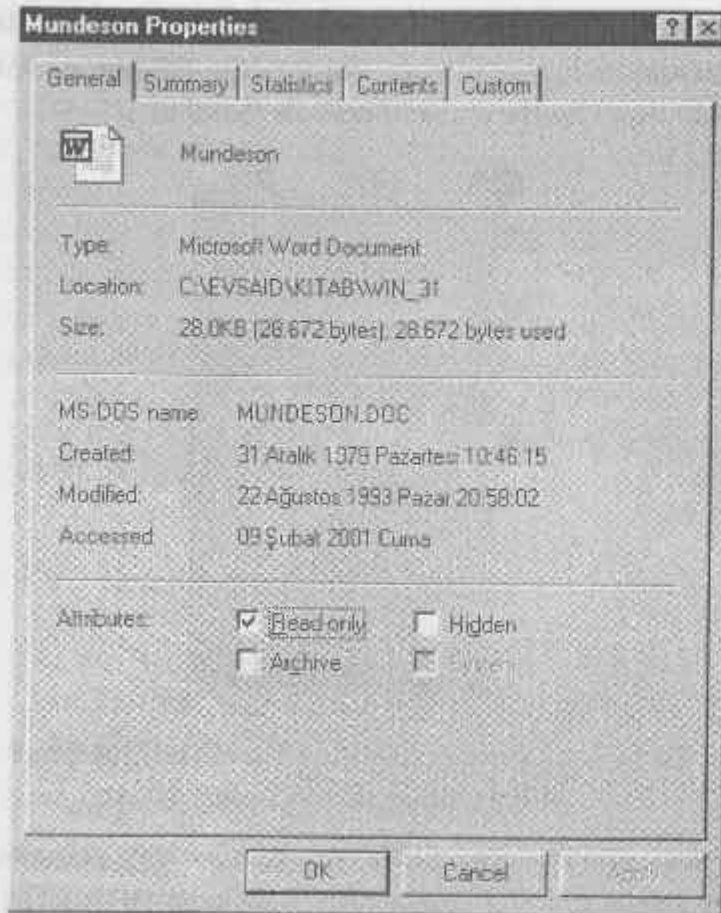 Mundeson Properties
General Summary Statistics Contents Custom
Mundeson
Type: Microsoft Word Document
Location: C:\EVSAID\KITAB\WIN_31
Size: 28.0KB (28.672 bytes), 28.672 bytes used
MS-DOS name: MUNDESON.DOC
Created: 31 Aralık 1979 Pazartesi 10:46:15
Modified: 22 Ağustos 1993 Pazar 20:58:02
Accessed: 09 Şubat 2001 Cuma
Attributes: Read-only Hidden
Archive System
OK Cancel Apply